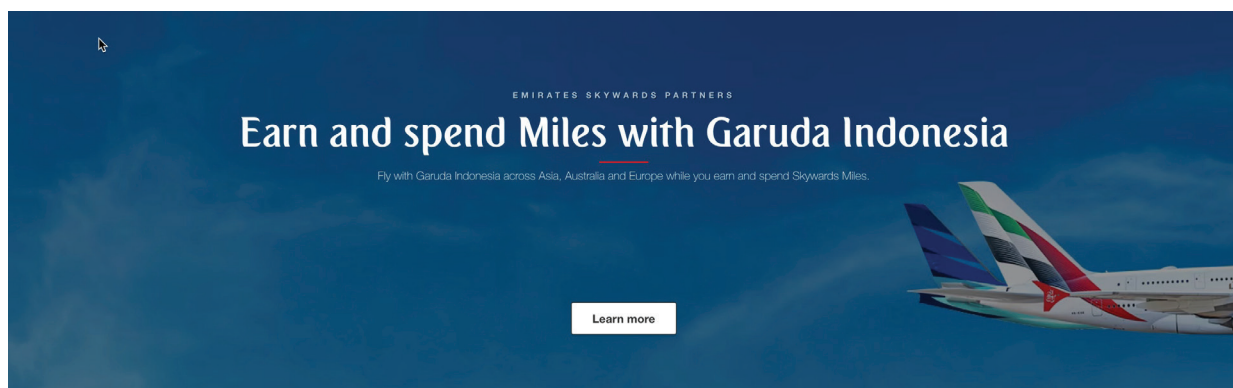 EMIRATES SKYWARDS PARTNERS
Earn and spend Miles with Garuda Indonesia
Fly with Garuda Indonesia across Asia, Australia and Europe while you earn and spend Skywards Miles.
Learn more